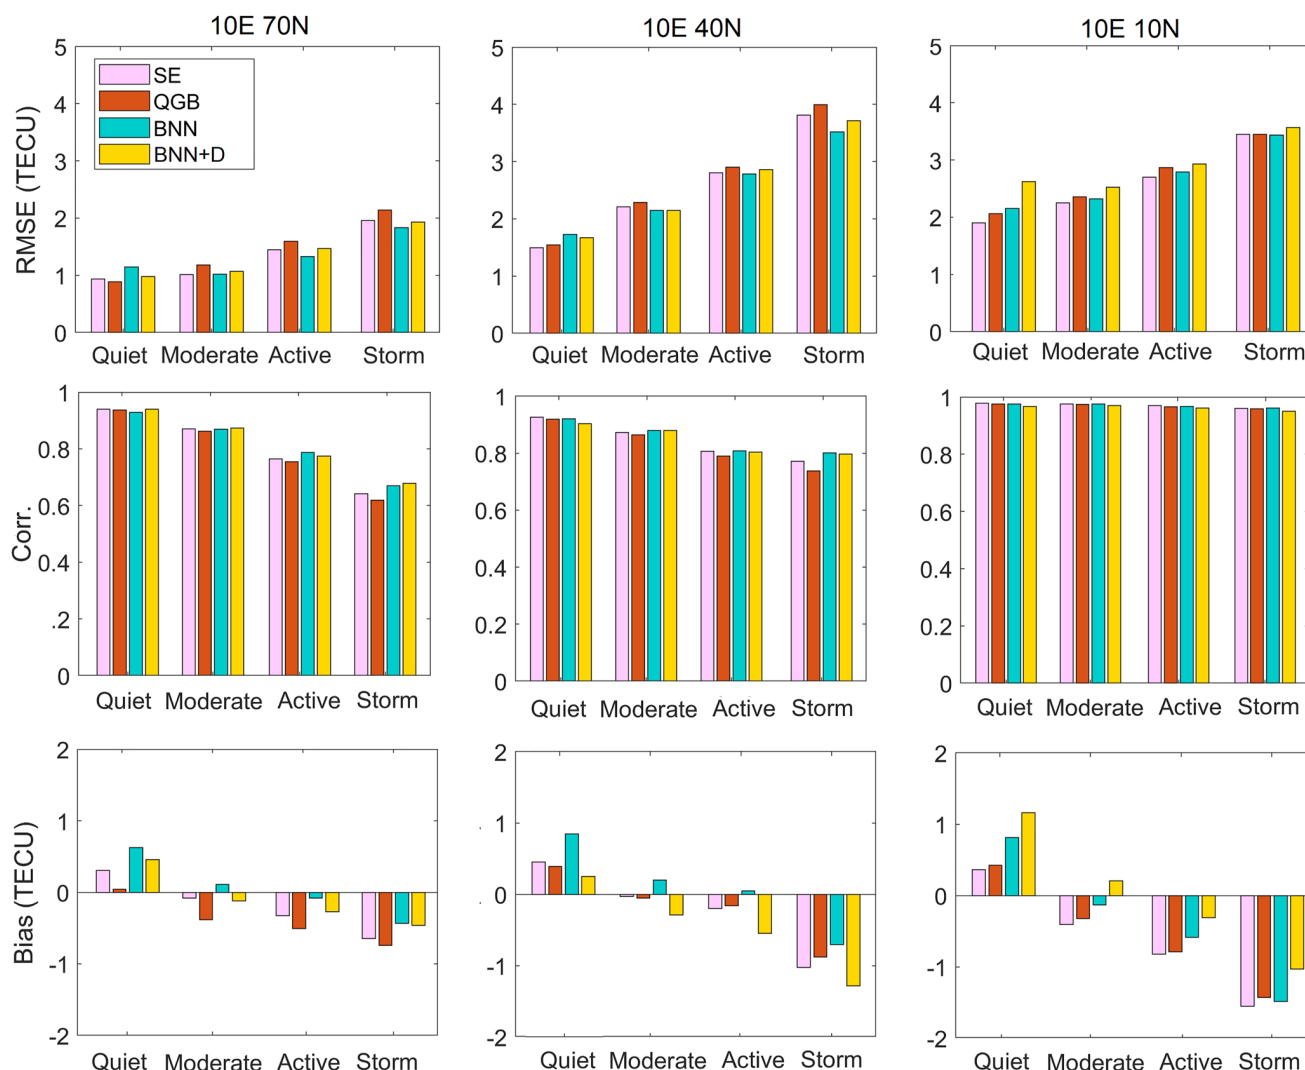 10E 70N
10E 40N
10E 10N
RMSE (TECU)
5
4
3
2
1
0
SE
QGB
BNN
BNN+D
Quiet Moderate Active Storm
5
4
3
2
1
0
Quiet Moderate Active Storm
5
4
3
2
1
0
Quiet Moderate Active Storm
Corr.
1
0.8
0.6
0.4
.2
0
Quiet Moderate Active Storm
1
0.8
0.6
0.4
0.2
0
Quiet Moderate Active Storm
1
0.8
0.6
0.4
0.2
0
Quiet Moderate Active Storm
Bias (TECU)
2
1
0
-1
-2
Quiet Moderate Active Storm
2
1
0
-1
-2
Quiet Moderate Active Storm
2
1
0
-1
-2
Quiet Moderate Active Storm